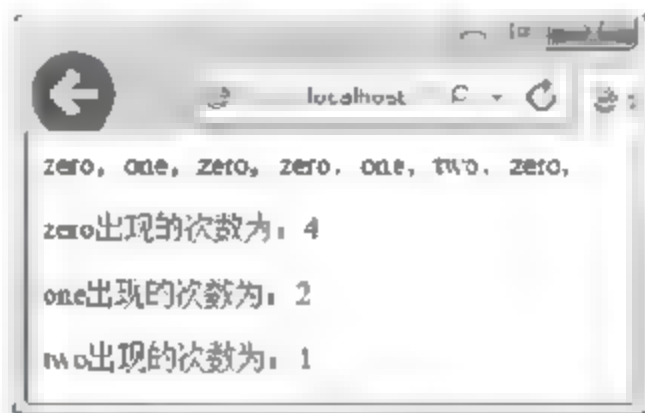 localhost
zero, one, zero, zero, one, two, zero,
zero出现的次数为：4
one出现的次数为：2
two出现的次数为：1